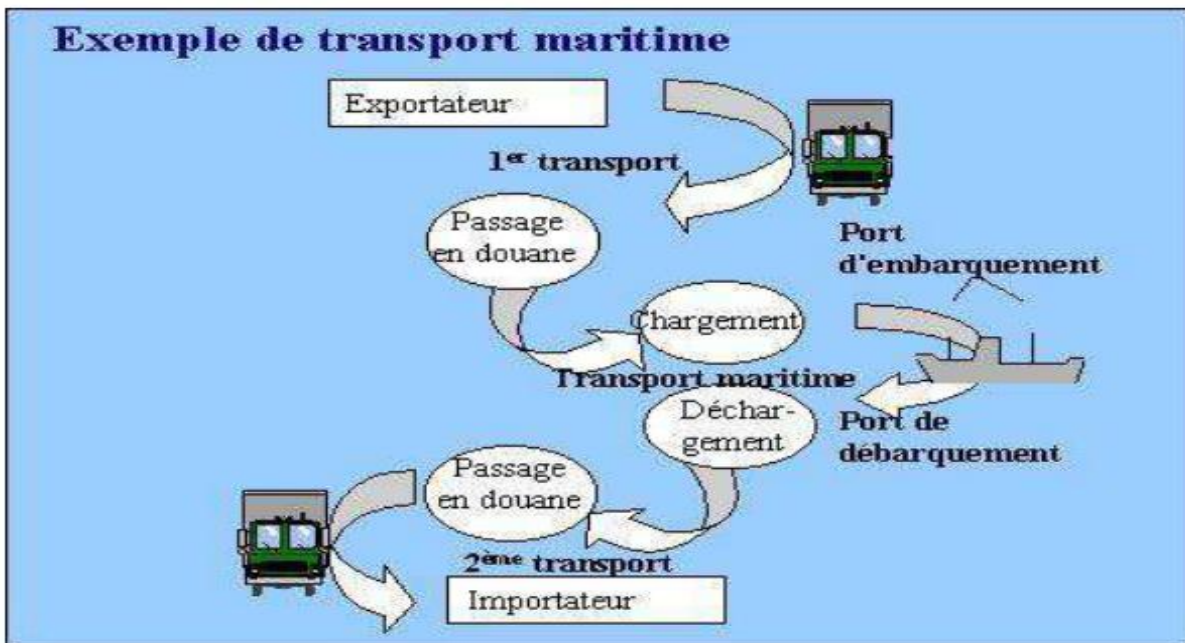 Exemple de transport maritime
Exportateur
1er transport
Passage
en douane
Port
d'embarquement
Chargement
Transport maritime
Déchar-
gement
Port de
débarquement
Passage
en douane
2ème transport
Importateur